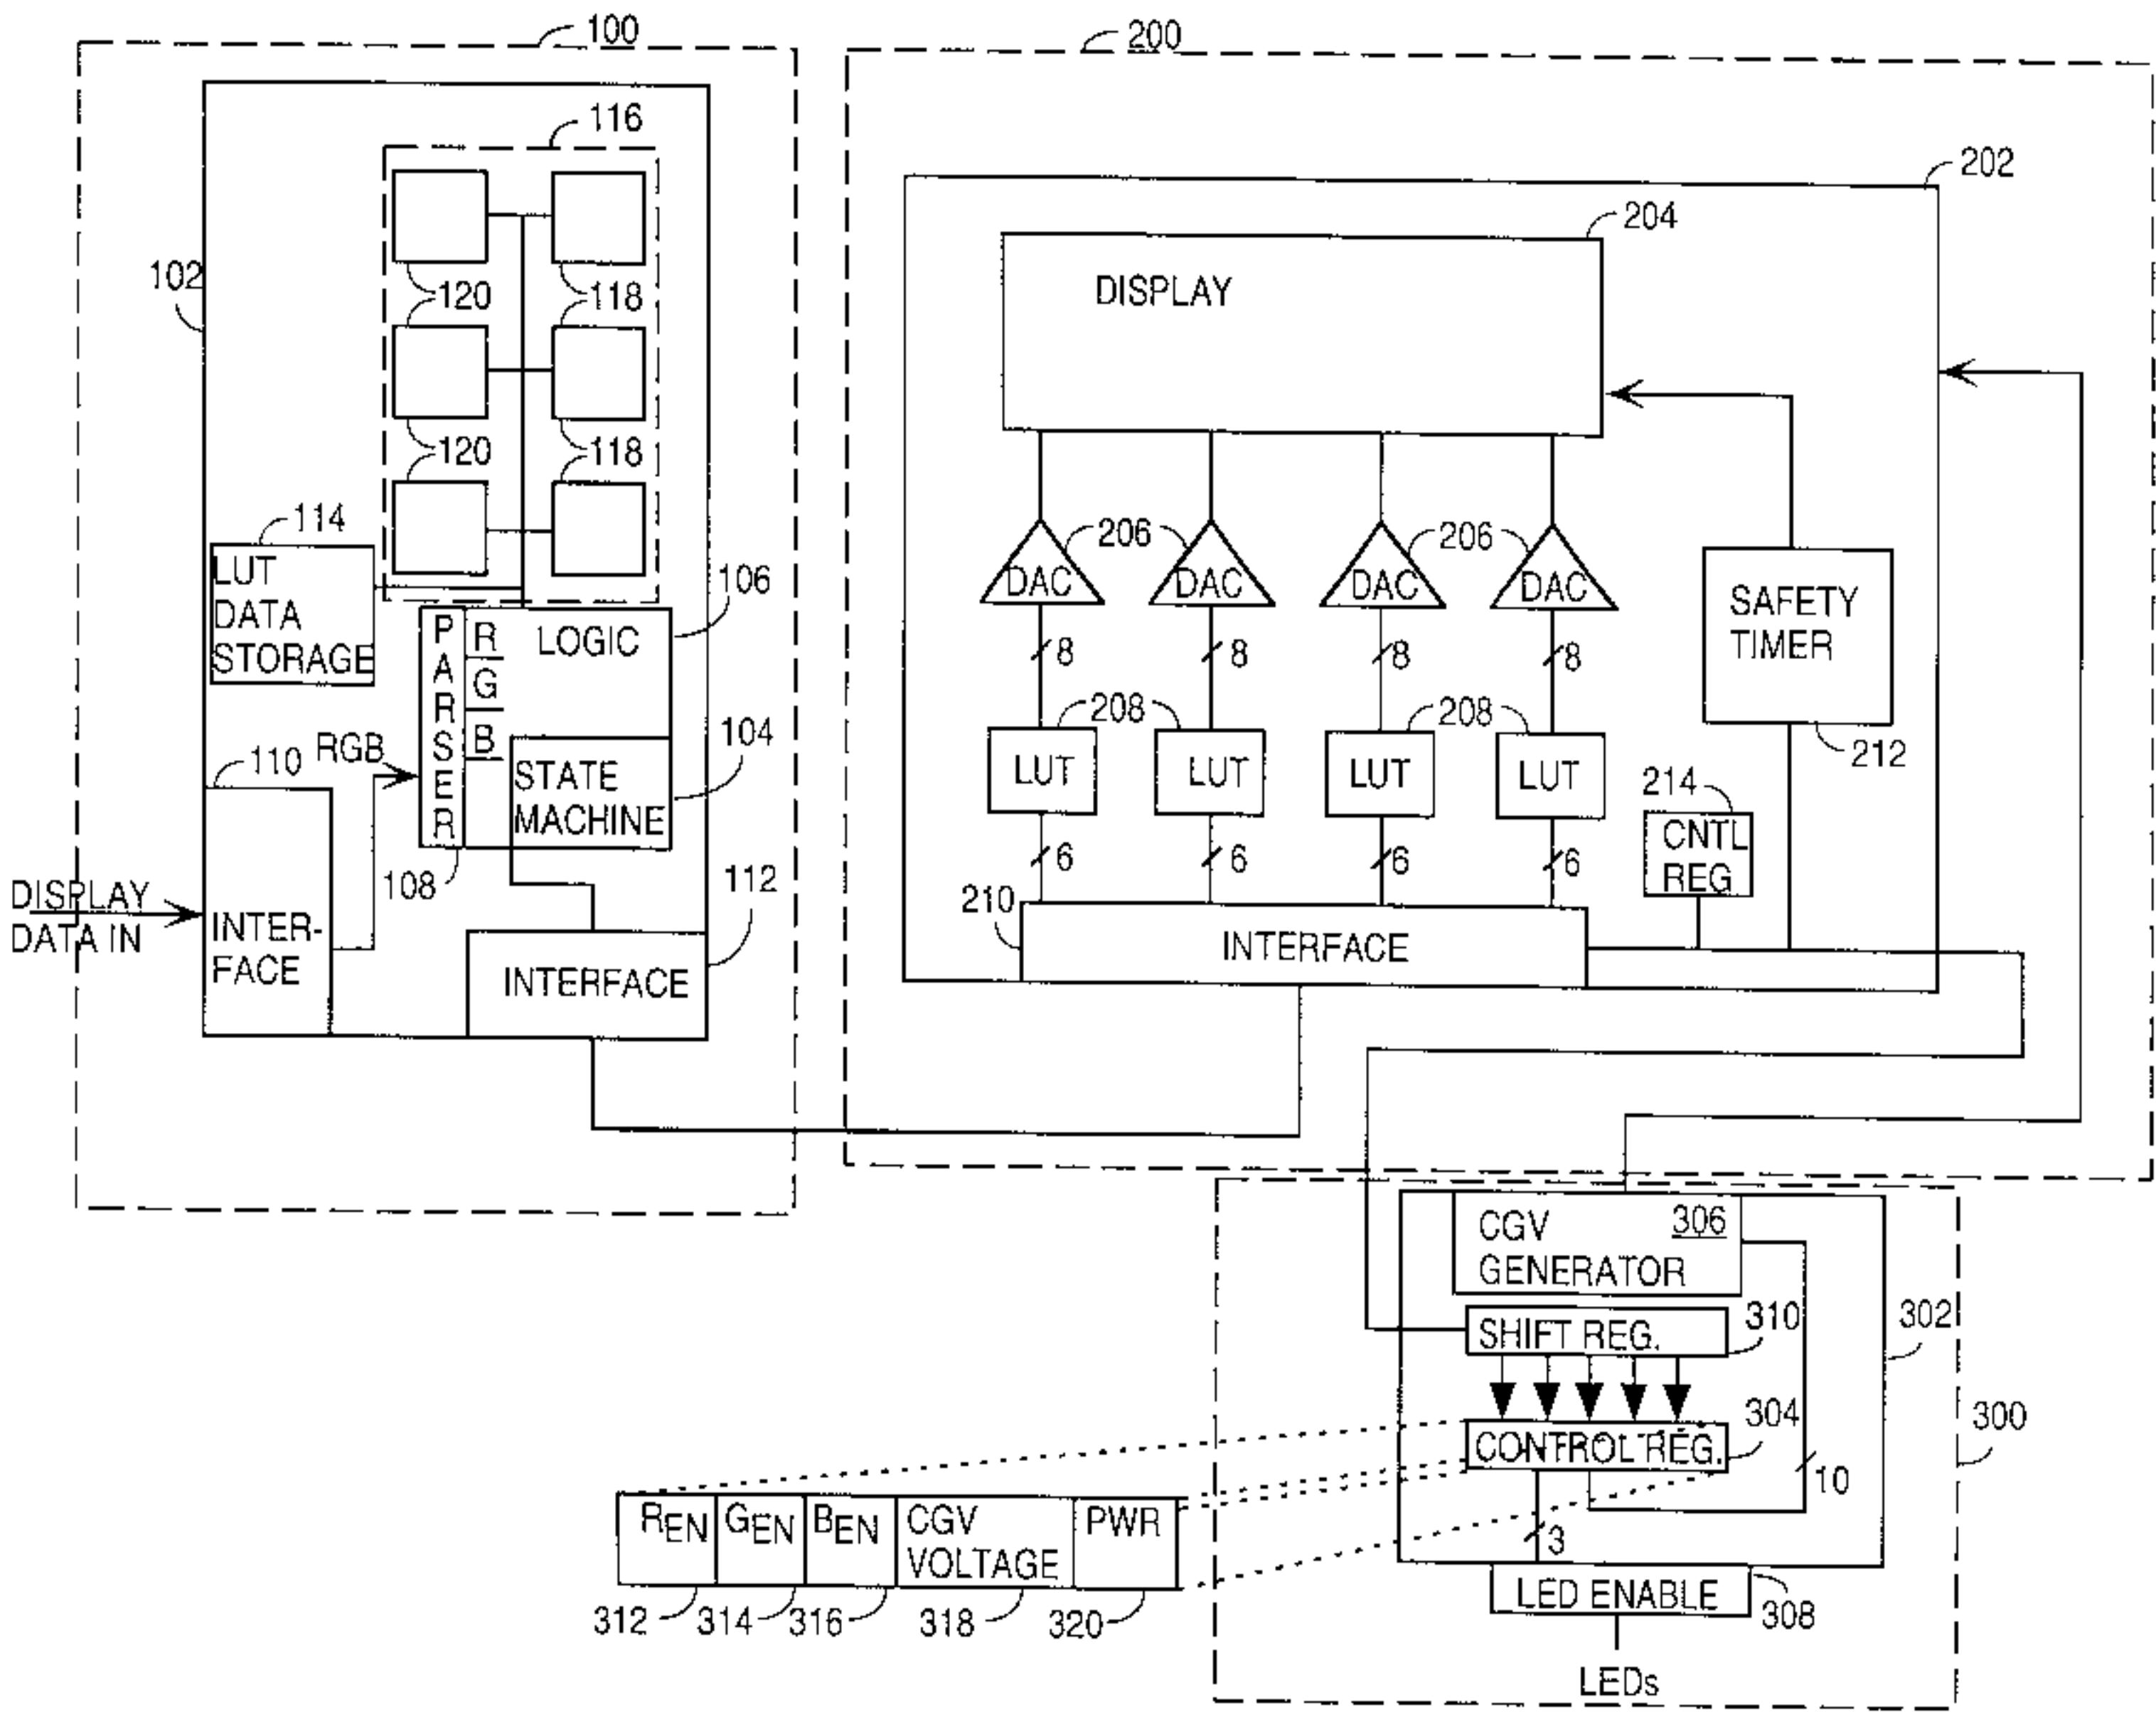 100
200
116
202
204
102
DISPLAY
120
118
120
118
114
206
206
LUT
DATA
STORAGE
DAC
DAC
DAC
DAC
106
SAFETY
TIMER
PARSER
R
G
B
LOGIC
8
8
8
8
208
208
104
110
RGB
STATE
MACHINE
LUT
LUT
LUT
LUT
212
214
CNTL
REG
6
6
6
6
108
112
210
DISPLAY
DATA IN
INTER-
FACE
INTERFACE
INTERFACE
CGV
GENERATOR
306
302
310
SHIFT REG.
304
300
CONTROL REG.
10
REN
GEN
BEN
CGV
VOLTAGE
PWR
3
312
314
316
318
320
LED ENABLE
308
LEDs